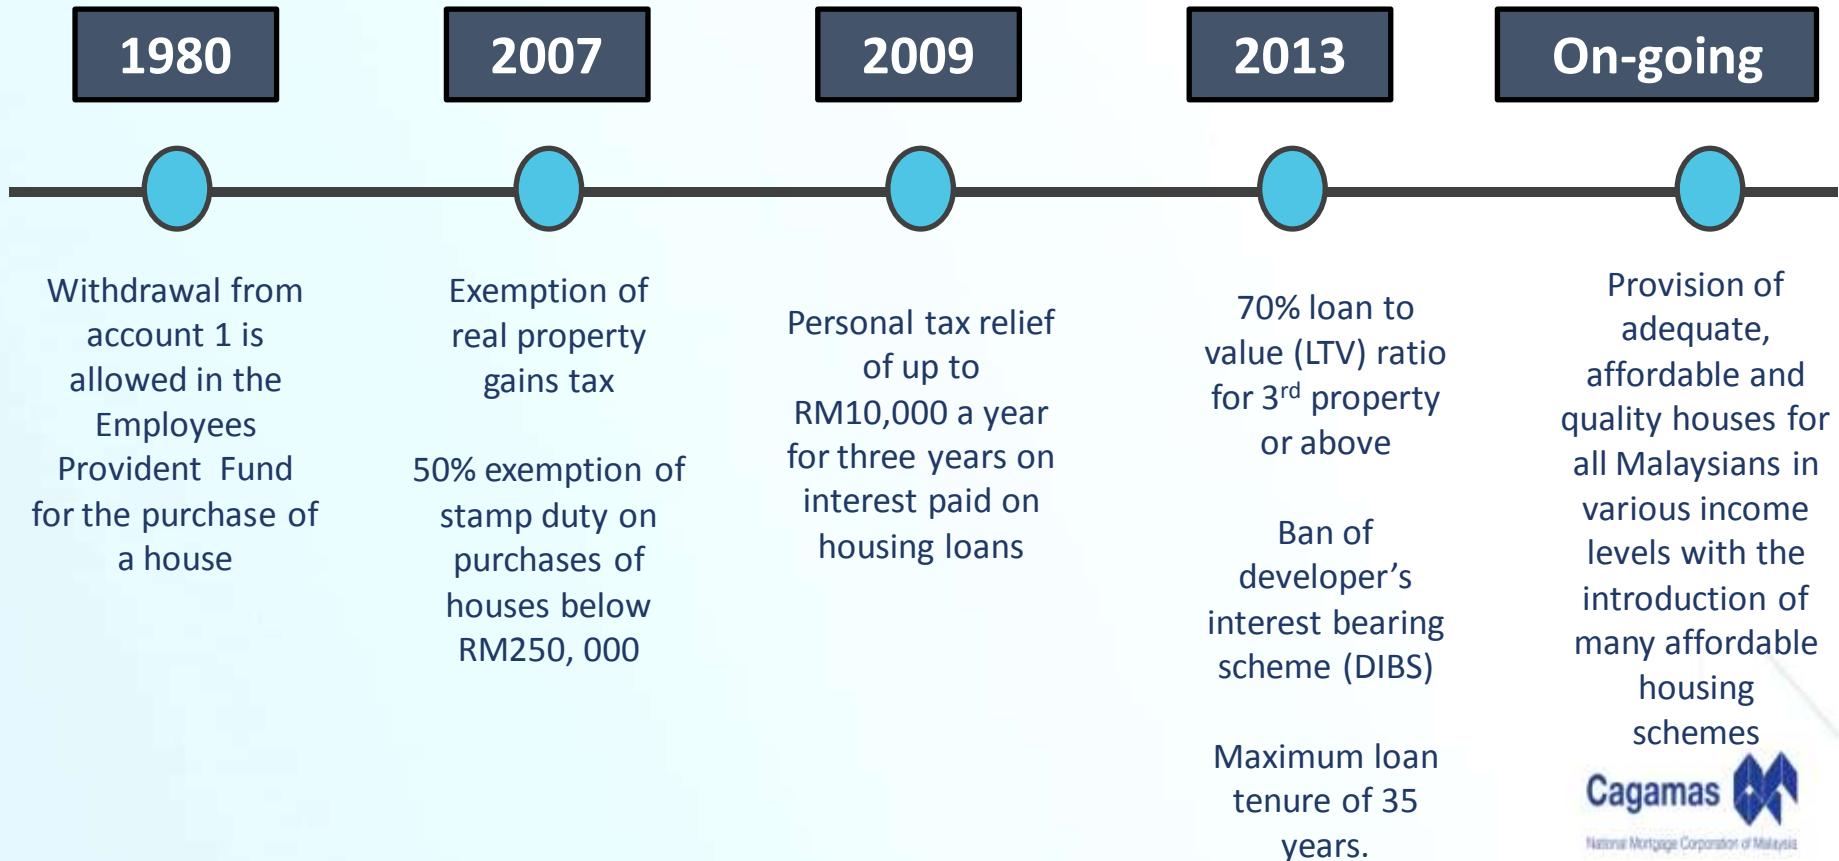 1980
Withdrawal from
account 1 is
allowed in the
Employees
Provident Fund
for the purchase of
a house
2007
Exemption of
real property
gains tax
50% exemption of
stamp duty on
purchases of
houses below
RM250, 000
2009
Personal tax relief
of up to
RM10,000 a year
for three years on
interest paid on
housing loans
2013
70% loan to
value (LTV) ratio
for 3rd property
or above
Ban of
developer’s
interest bearing
scheme (DIBS)
Maximum loan
tenure of 35
years.
On-going
Provision of
adequate,
affordable and
quality houses for
all Malaysians in
various income
levels with the
introduction of
many affordable
housing
schemes
Cagamas
National Mortgage Corporation of Malaysia